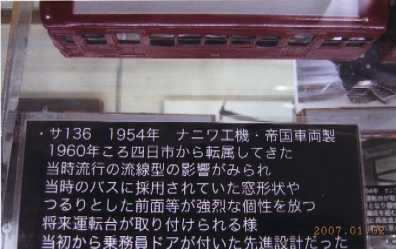 ・サ136 1954年 ナニワ工機・帝国車両製
1960年ころ四日市から転属してきた
当時流行の流線型の影響がみられ
当時のバスに採用されていた窓形状や
つるりとした前面等が強烈な個性を放つ
将来運転台が取り付けられる様
当初から乗務員ドアが付いた先進設計だった
2007.01.02